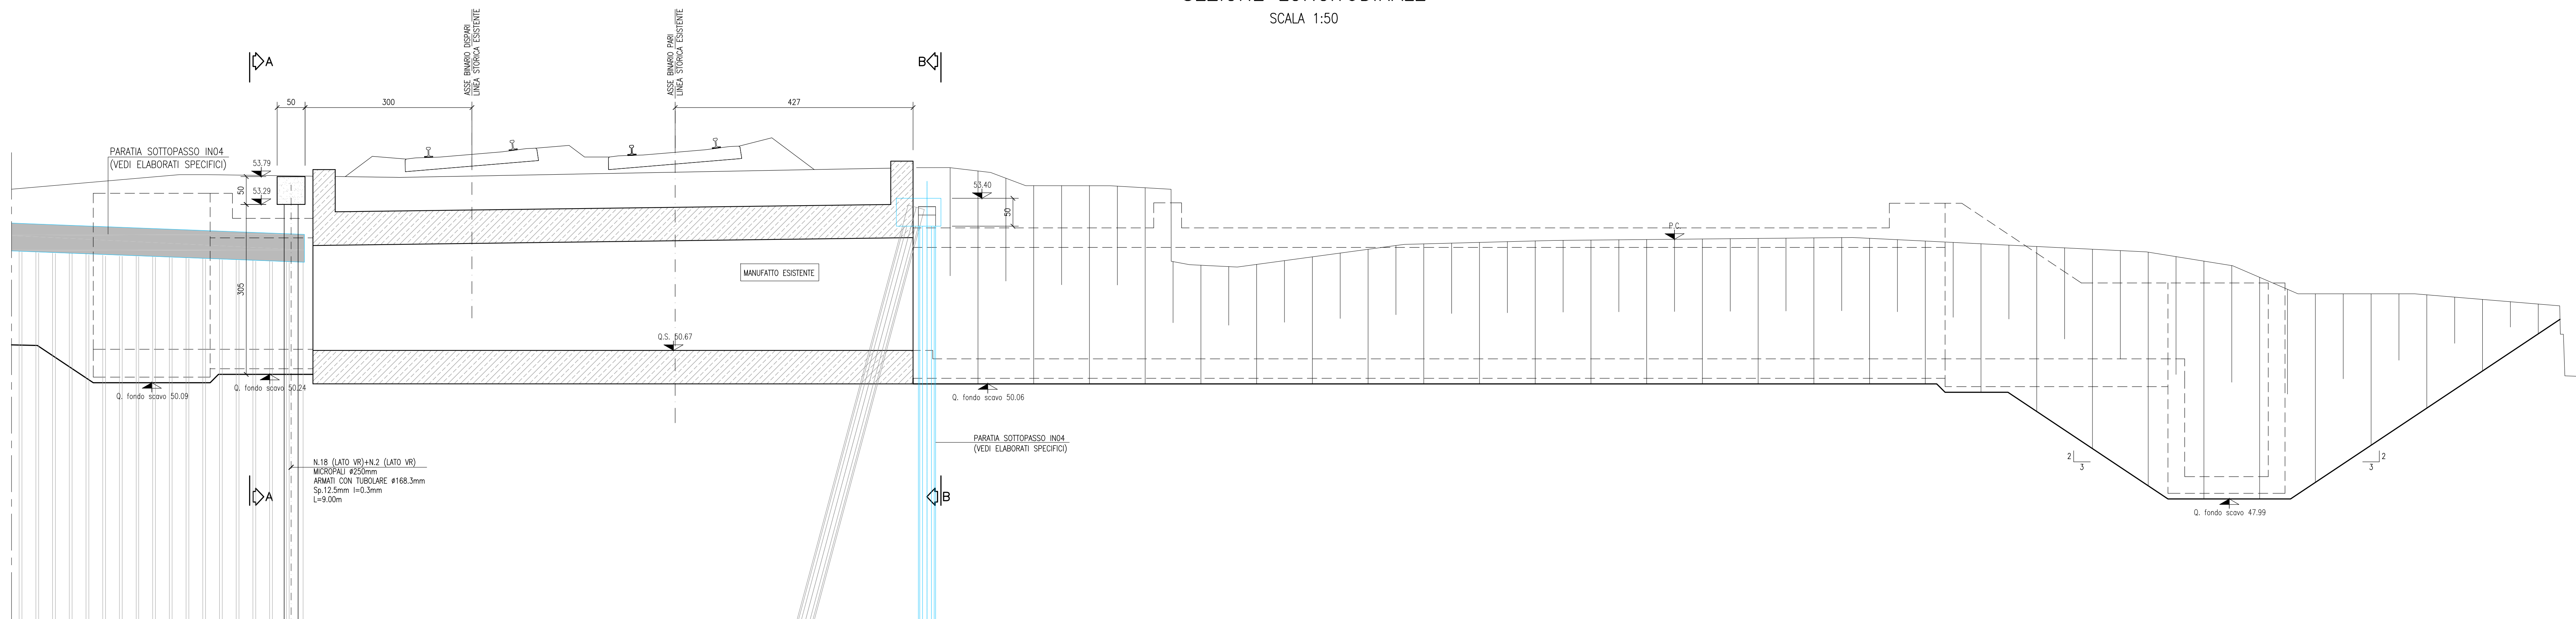 SEZIONE LONGITUDINALE
SCALA 1:50
A
B
ASSE BINARIO DISPARI
LINEA STORICA ESISTENTE
ASSE BINARIO PARI
LINEA STORICA ESISTENTE
50
300
427
PARATIA SOTTOPASSO IN04
(VEDI ELABORATI SPECIFICI)
53.79
50
53.29
53.40
50
P.C.
305
MANUFATTO ESISTENTE
Q.S. 50.67
Q. fondo scavo 50.24
Q. fondo scavo 50.09
Q. fondo scavo 50.06
PARATIA SOTTOPASSO IN04
(VEDI ELABORATI SPECIFICI)
N.18 (LATO VR)+N.2 (LATO VR)
MICROPALI ø250mm
ARMATI CON TUBOLARE ø168.3mm
Sp.12.5mm I=0.3mm
L=9.00m
2
3
2
3
A
B
Q. fondo scavo 47.99